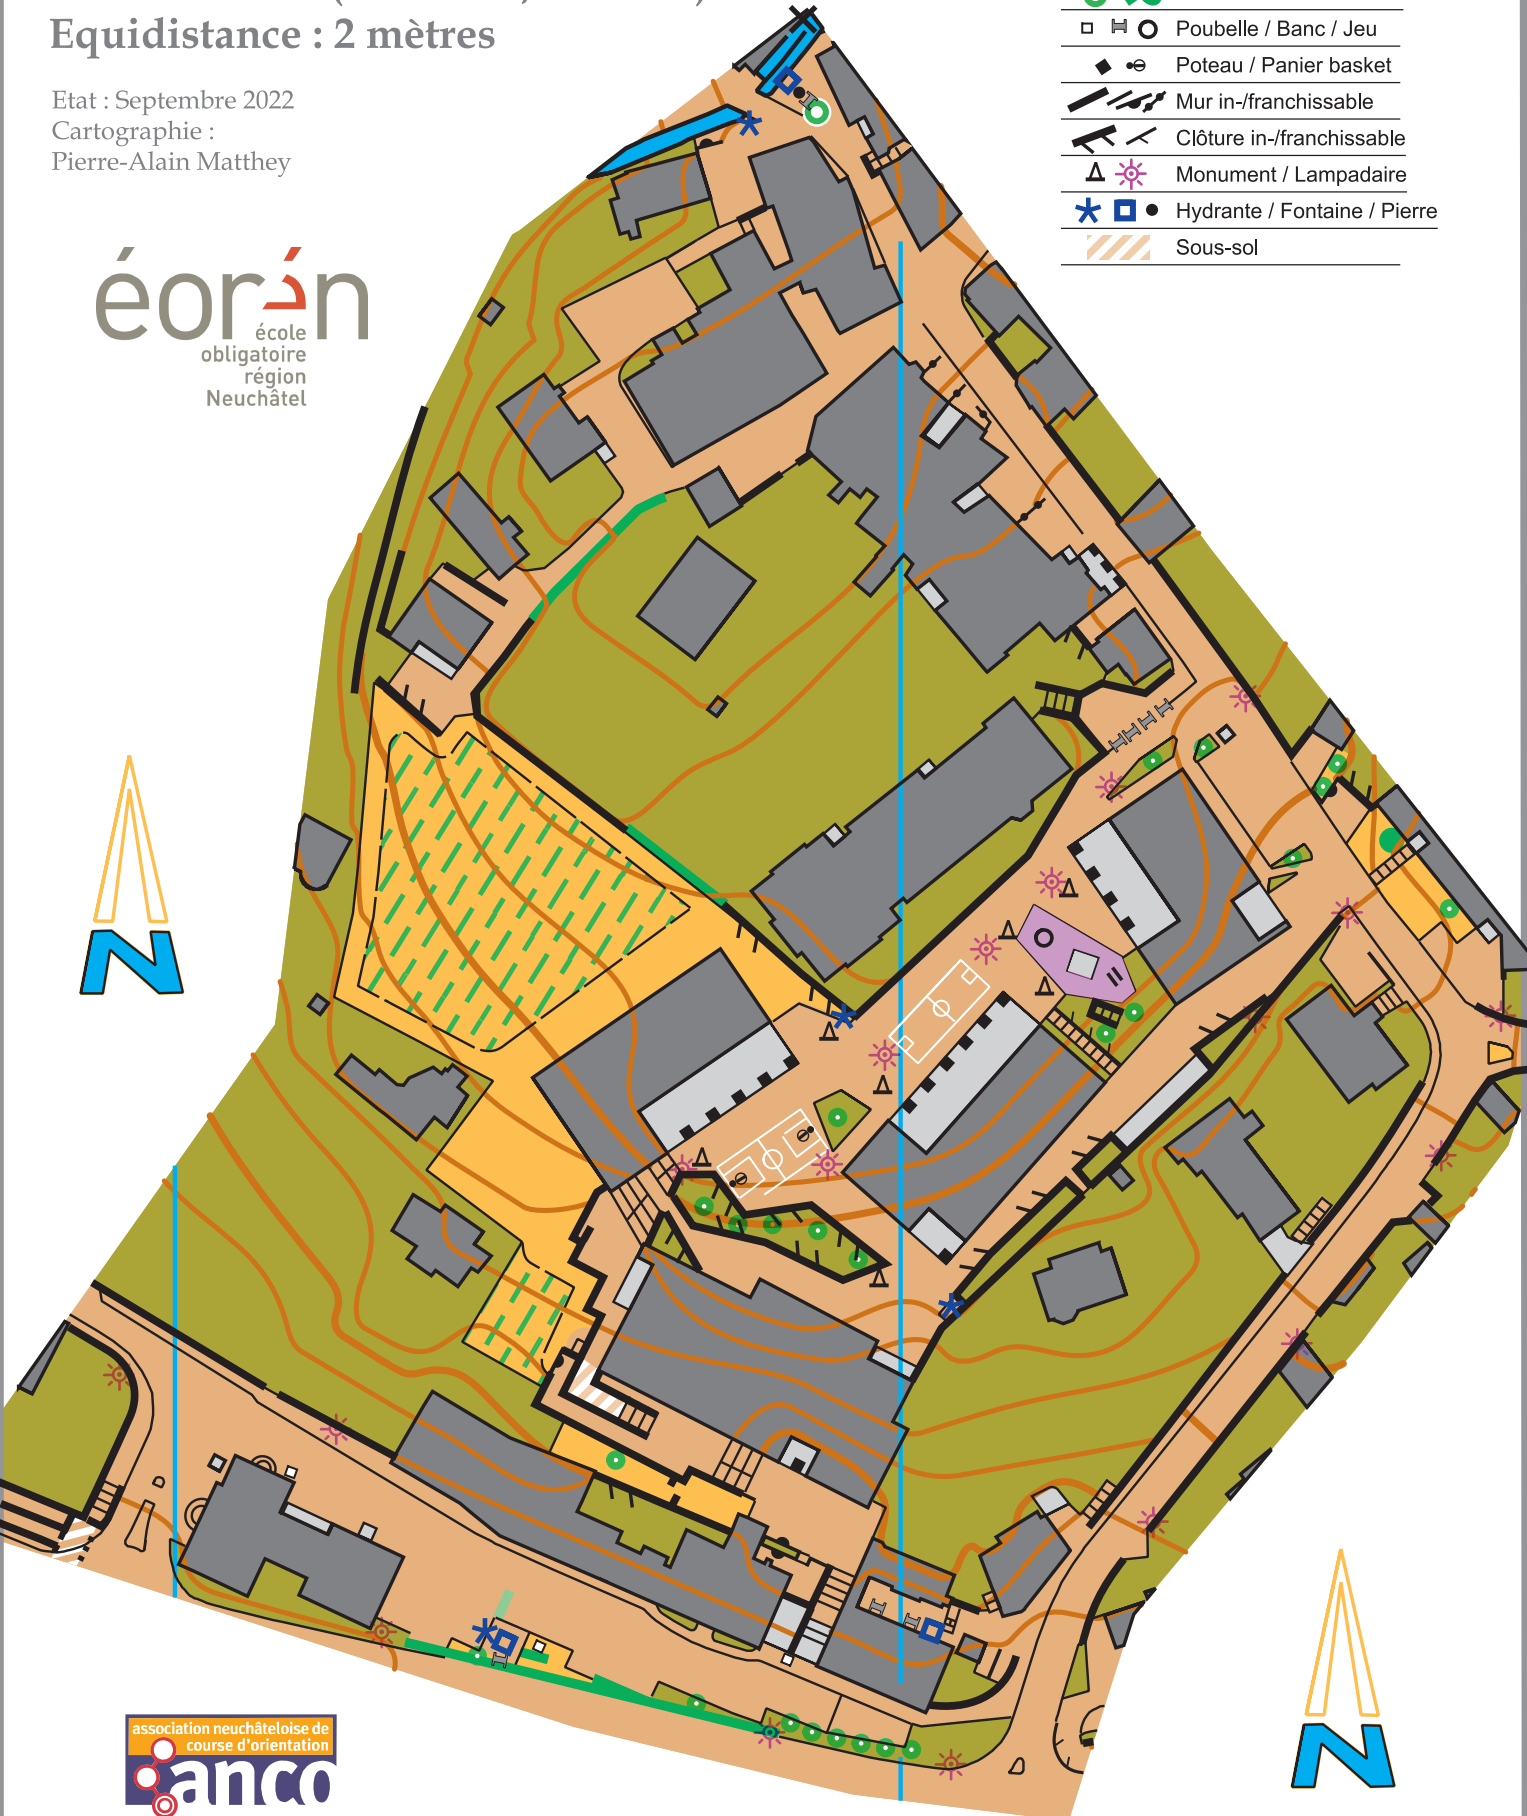 Equidistance : 2 mètres
Etat : Septembre 2022
Cartographie :
Pierre-Alain Matthey
éorén
école
obligatoire
région
Neuchâtel
Poubelle / Banc / Jeu
Poteau / Panier basket
Mur in-/franchissable
Clôture in-/franchissable
Monument / Lampadaire
Hydrante / Fontaine / Pierre
Sous-sol
N
N
association neuchâteloise de
course d'orientation
anco